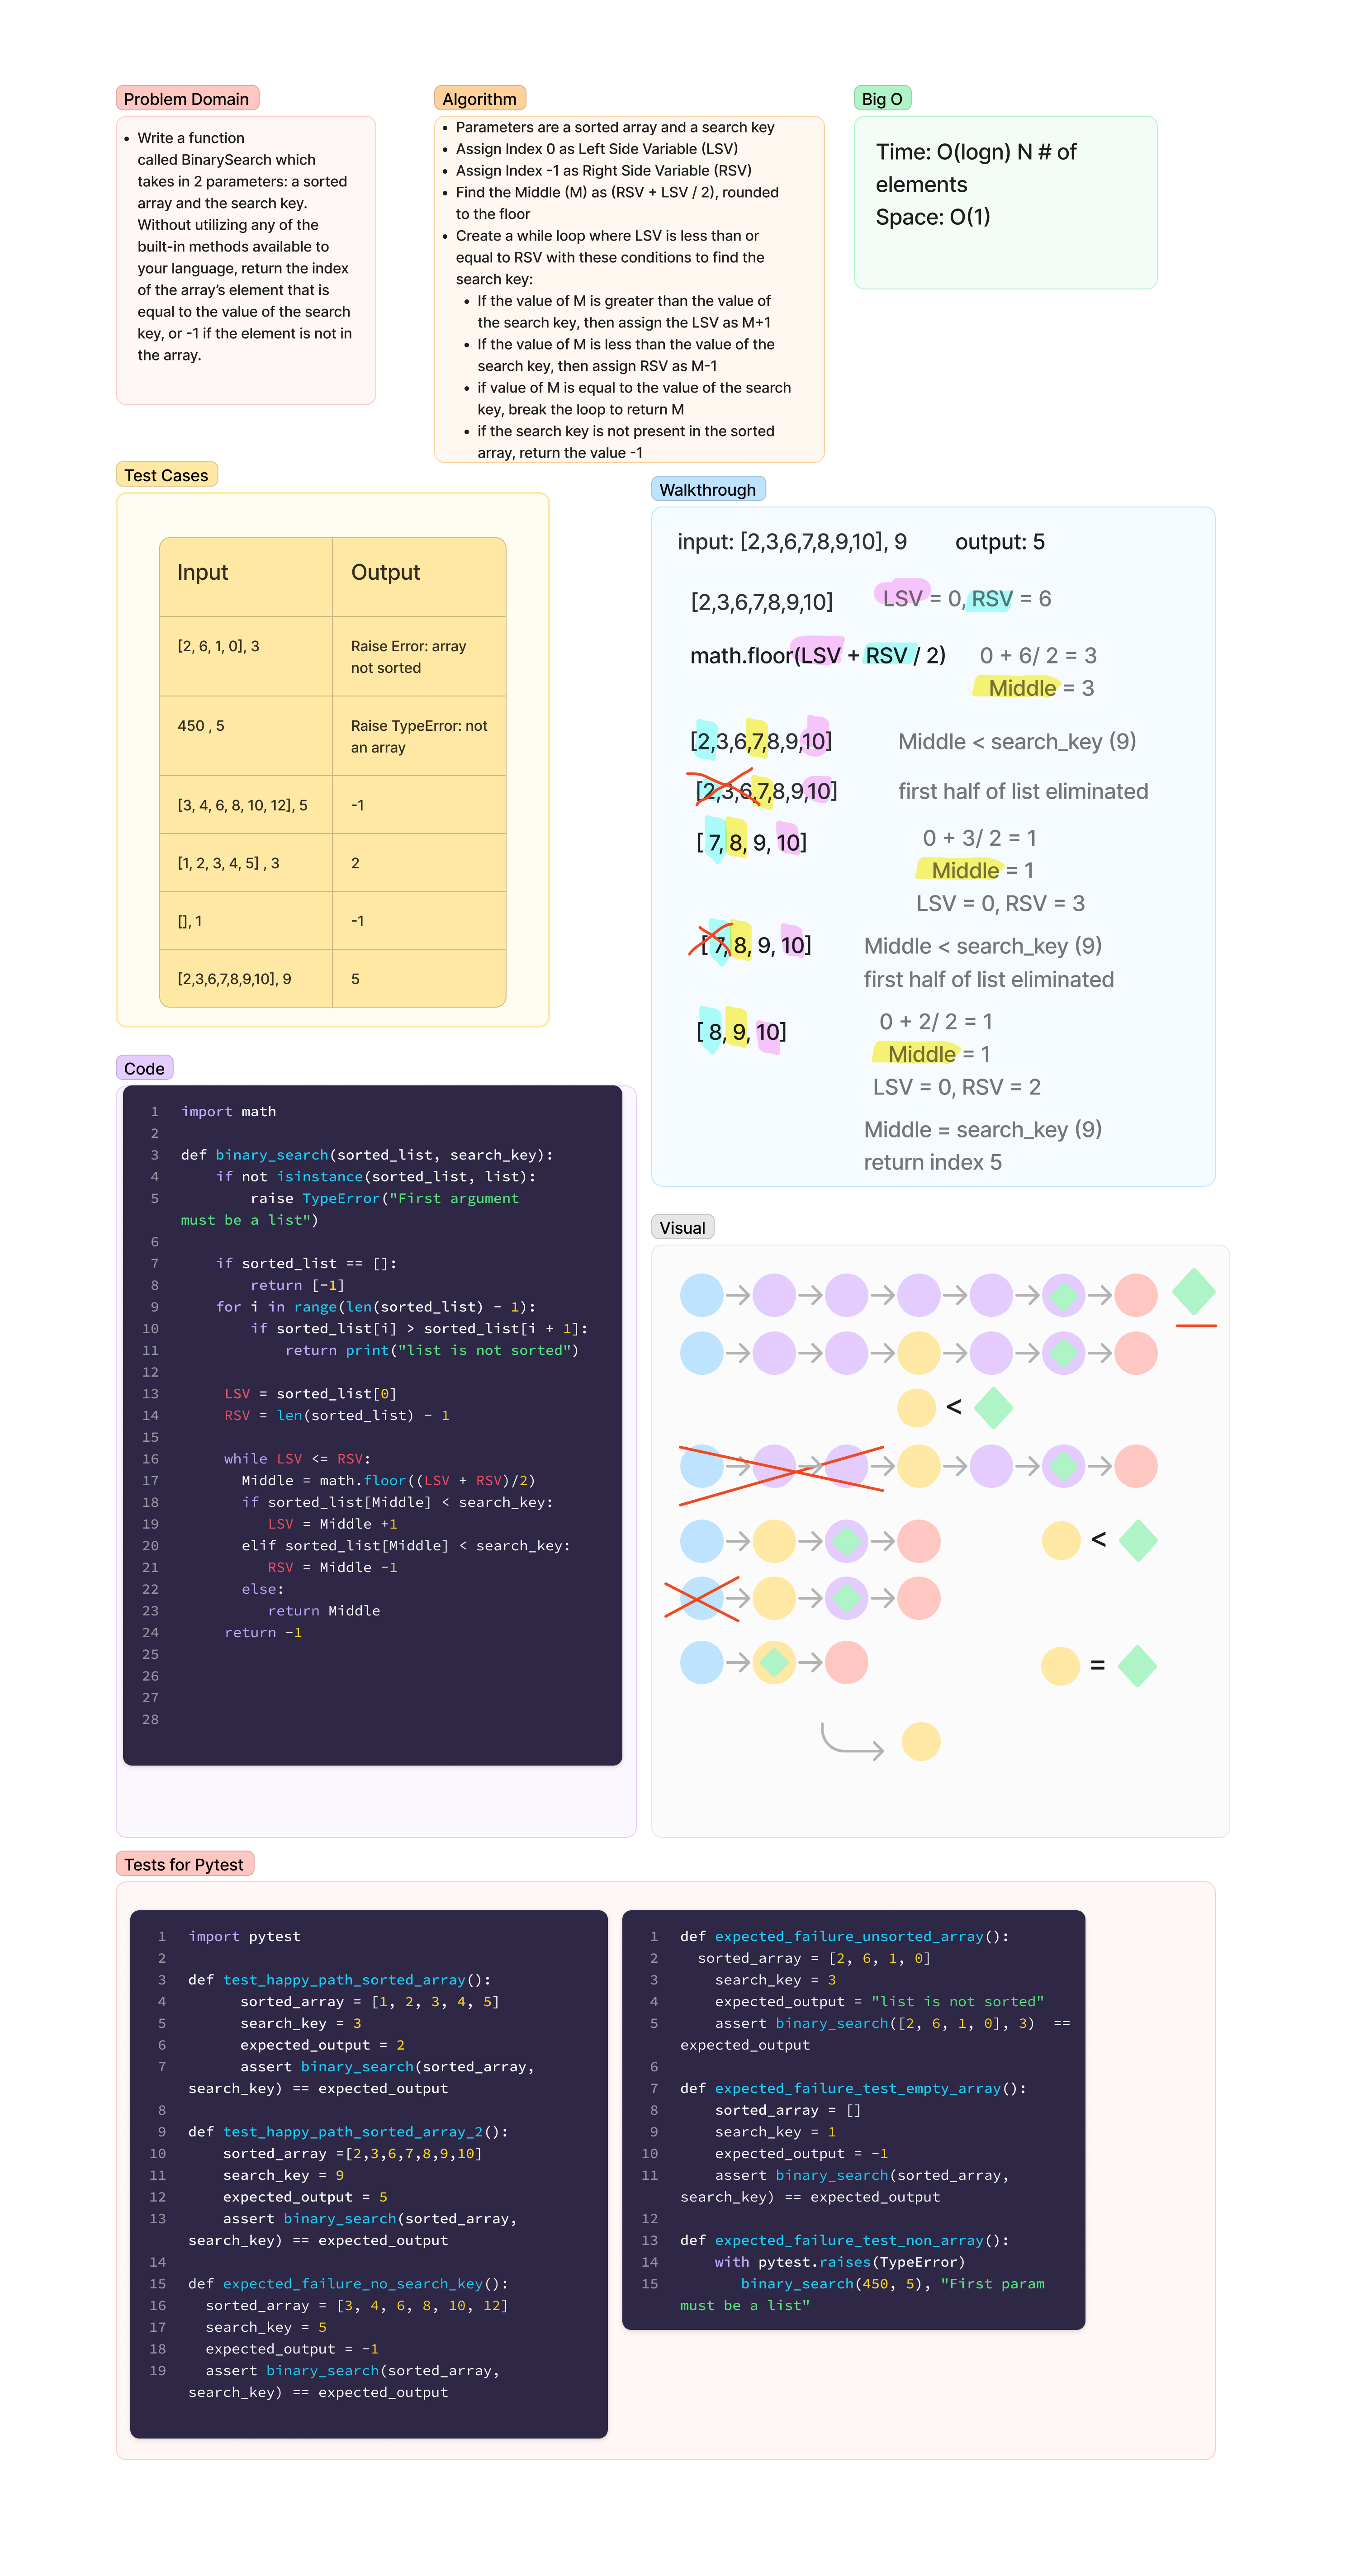 Problem Domain
• Write a function
called BinarySearch which
takes in 2 parameters: a sorted
array and the search key.
Without utilizing any of the
built-in methods available to
your language, return the index
of the array’s element that is
equal to the value of the search
key, or -1 if the element is not in
the array.
Algorithm
• Parameters are a sorted array and a search key
• Assign Index 0 as Left Side Variable (LSV)
• Assign Index -1 as Right Side Variable (RSV)
• Find the Middle (M) as (RSV + LSV / 2), rounded
to the floor
• Create a while loop where LSV is less than or
equal to RSV with these conditions to find the
search key:
• If the value of M is greater than the value of
the search key, then assign the LSV as M+1
• If the value of M is less than the value of the
search key, then assign RSV as M-1
• if value of M is equal to the value of the search
key, break the loop to return M
• if the search key is not present in the sorted
array, return the value -1
Big O
Time: O(logn) N # of
elements
Space: O(1)
Test Cases
Input Output
[2, 6, 1, 0], 3 Raise Error: array
not sorted
450 , 5 Raise TypeError: not
an array
[3, 4, 6, 8, 10, 12], 5 -1
[1, 2, 3, 4, 5] , 3 2
[], 1 -1
[2,3,6,7,8,9,10], 9 5
Walkthrough
input: [2,3,6,7,8,9,10], 9 output: 5
[2,3,6,7,8,9,10] LSV = 0, RSV = 6
math.floor(LSV + RSV / 2) 0 + 6/ 2 = 3
Middle = 3
[2,3,6,7,8,9,10] Middle < search_key (9)
[2,3,6,7,8,9,10] first half of list eliminated
[ 7, 8, 9, 10] 0 + 3/ 2 = 1
Middle = 1
LSV = 0, RSV = 3
[ 7, 8, 9, 10] Middle < search_key (9)
first half of list eliminated
[ 8, 9, 10] 0 + 2/ 2 = 1
Middle = 1
LSV = 0, RSV = 2
Middle = search_key (9)
return index 5
Code
1 import math
2
3 def binary_search(sorted_list, search_key):
4 if not isinstance(sorted_list, list):
5 raise TypeError("First argument
must be a list")
6
7 if sorted_list == []:
8 return [-1]
9 for i in range(len(sorted_list) - 1):
10 if sorted_list[i] > sorted_list[i + 1]:
11 return print("list is not sorted")
12
13 LSV = sorted_list[0]
14 RSV = len(sorted_list) - 1
15
16 while LSV <= RSV:
17 Middle = math.floor((LSV + RSV)/2)
18 if sorted_list[Middle] < search_key:
19 LSV = Middle +1
20 elif sorted_list[Middle] < search_key:
21 RSV = Middle -1
22 else:
23 return Middle
24 return -1
25
26
27
28
Visual
<
<
=
Tests for Pytest
1 import pytest
2
3 def test_happy_path_sorted_array():
4 sorted_array = [1, 2, 3, 4, 5]
5 search_key = 3
6 expected_output = 2
7 assert binary_search(sorted_array,
search_key) == expected_output
8
9 def test_happy_path_sorted_array_2():
10 sorted_array =[2,3,6,7,8,9,10]
11 search_key = 9
12 expected_output = 5
13 assert binary_search(sorted_array,
search_key) == expected_output
14
15 def expected_failure_no_search_key():
16 sorted_array = [3, 4, 6, 8, 10, 12]
17 search_key = 5
18 expected_output = -1
19 assert binary_search(sorted_array,
search_key) == expected_output
1 def expected_failure_unsorted_array():
2 sorted_array = [2, 6, 1, 0]
3 search_key = 3
4 expected_output = "list is not sorted"
5 assert binary_search([2, 6, 1, 0], 3) ==
expected_output
6
7 def expected_failure_test_empty_array():
8 sorted_array = []
9 search_key = 1
10 expected_output = -1
11 assert binary_search(sorted_array,
search_key) == expected_output
12
13 def expected_failure_test_non_array():
14 with pytest.raises(TypeError)
15 binary_search(450, 5), "First param
must be a list"